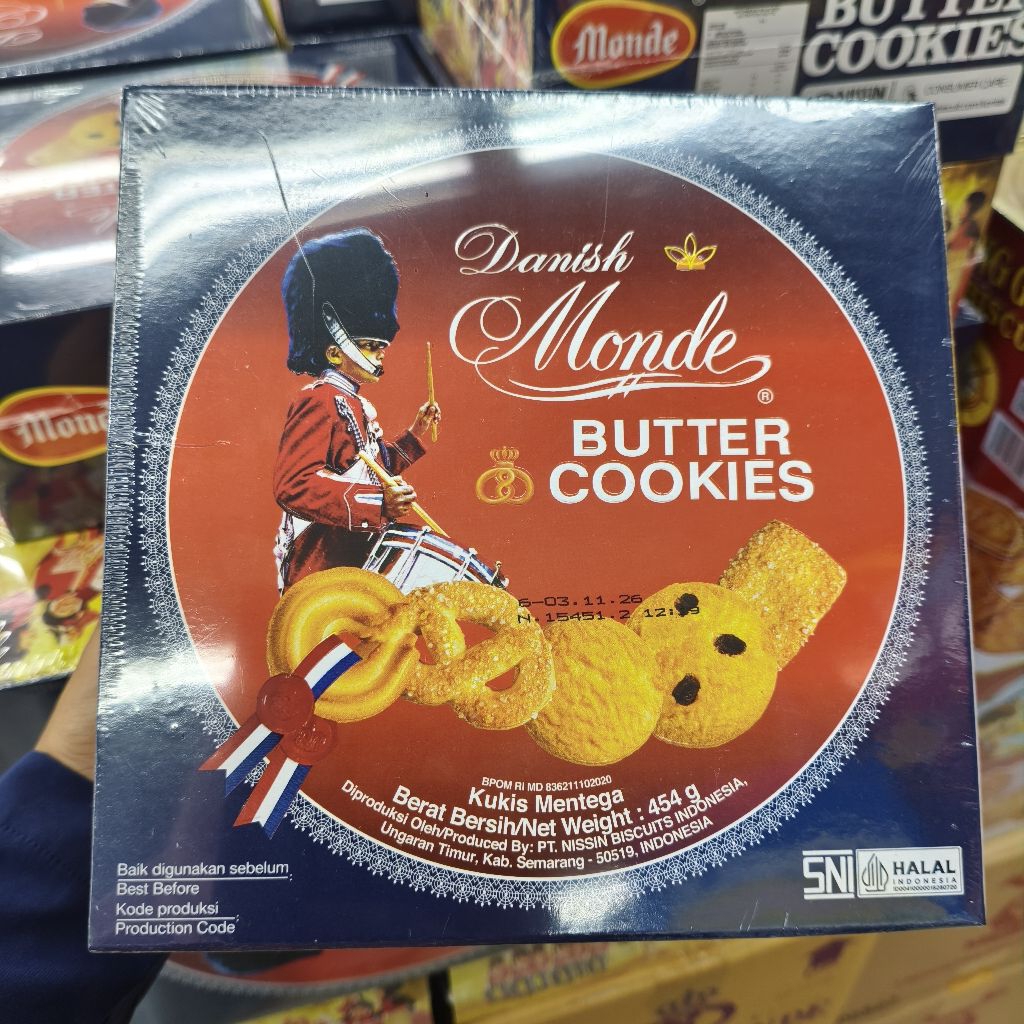 Monde
BUTTER
COOKIES
Danish
Monde
®
BUTTER
COOKIES
6-03.11.26
N.15451.2 12:19
BPOM RI MD 836211102020
Kukis Mentega
Berat Bersih/Net Weight : 454 g
Diproduksi Oleh/Produced By: PT. NISSIN BISCUITS INDONESIA,
Ungaran Timur, Kab. Semarang - 50519, INDONESIA
Baik digunakan sebelum
Best Before
Kode produksi
Production Code
SNI
HALAL
INDONESIA